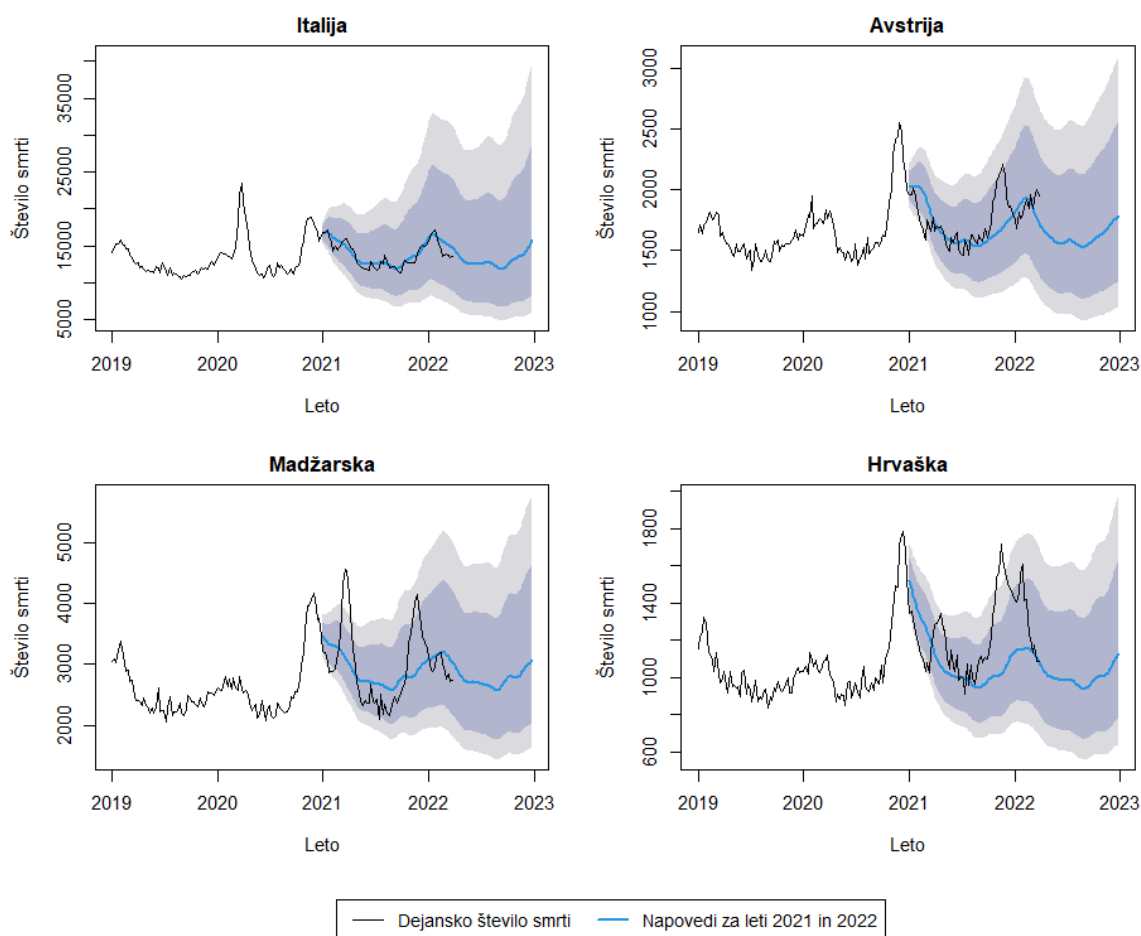 Italija
Število smrti
5000 15000 25000 35000
2019 2020 2021 2022 2023
Leto
Avstrija
Število smrti
1000 1500 2000 2500 3000
2019 2020 2021 2022 2023
Leto
Madžarska
Število smrti
2000 3000 4000 5000
2019 2020 2021 2022 2023
Leto
Hrvaška
Število smrti
600 1000 1400 1800
2019 2020 2021 2022 2023
Leto
Dejansko število smrti
Napovedi za leti 2021 in 2022